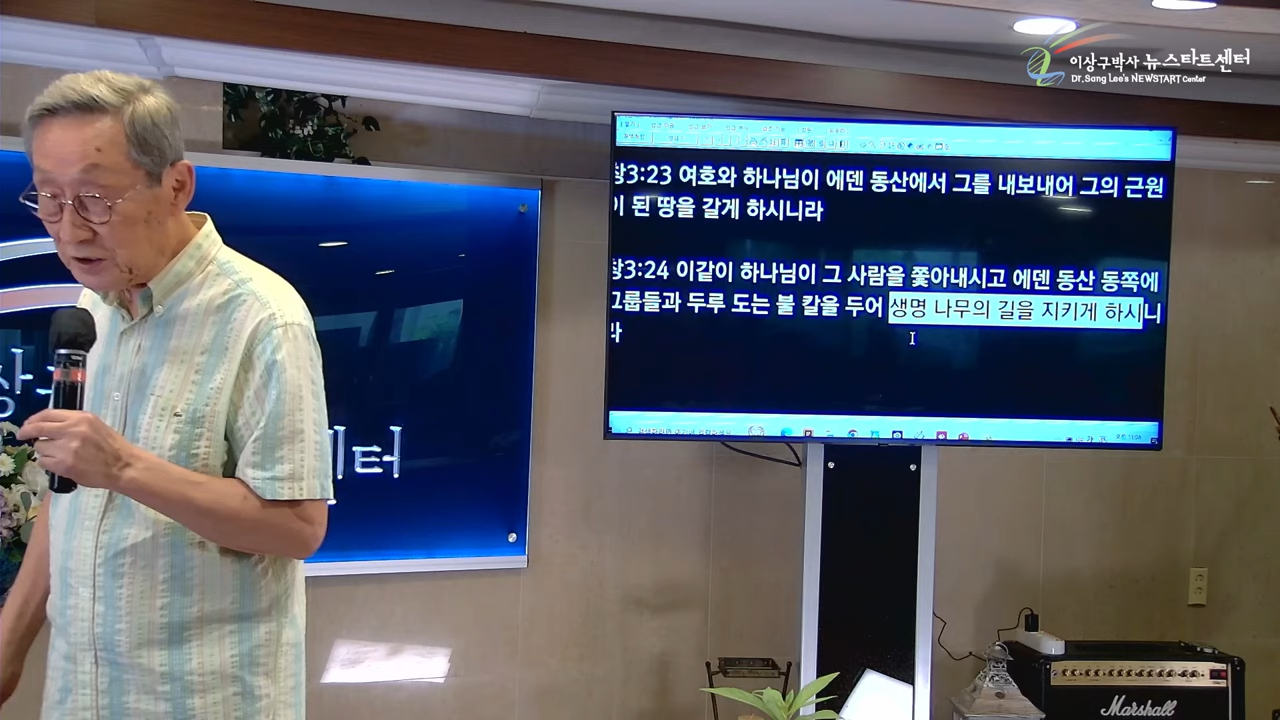 이상구박사 뉴스타트센터
Dr. Sang Lee's NEWSTART Center
창3:23 여호와 하나님이 에덴 동산에서 그를 내보내어 그의 근원
이 된 땅을 갈게 하시니라
창3:24 이같이 하나님이 그 사람을 쫓아내시고 에덴 동산 동쪽에
그룹들과 두루 도는 불 칼을 두어 생명 나무의 길을 지키게 하시니
라
상
센터
Marshall